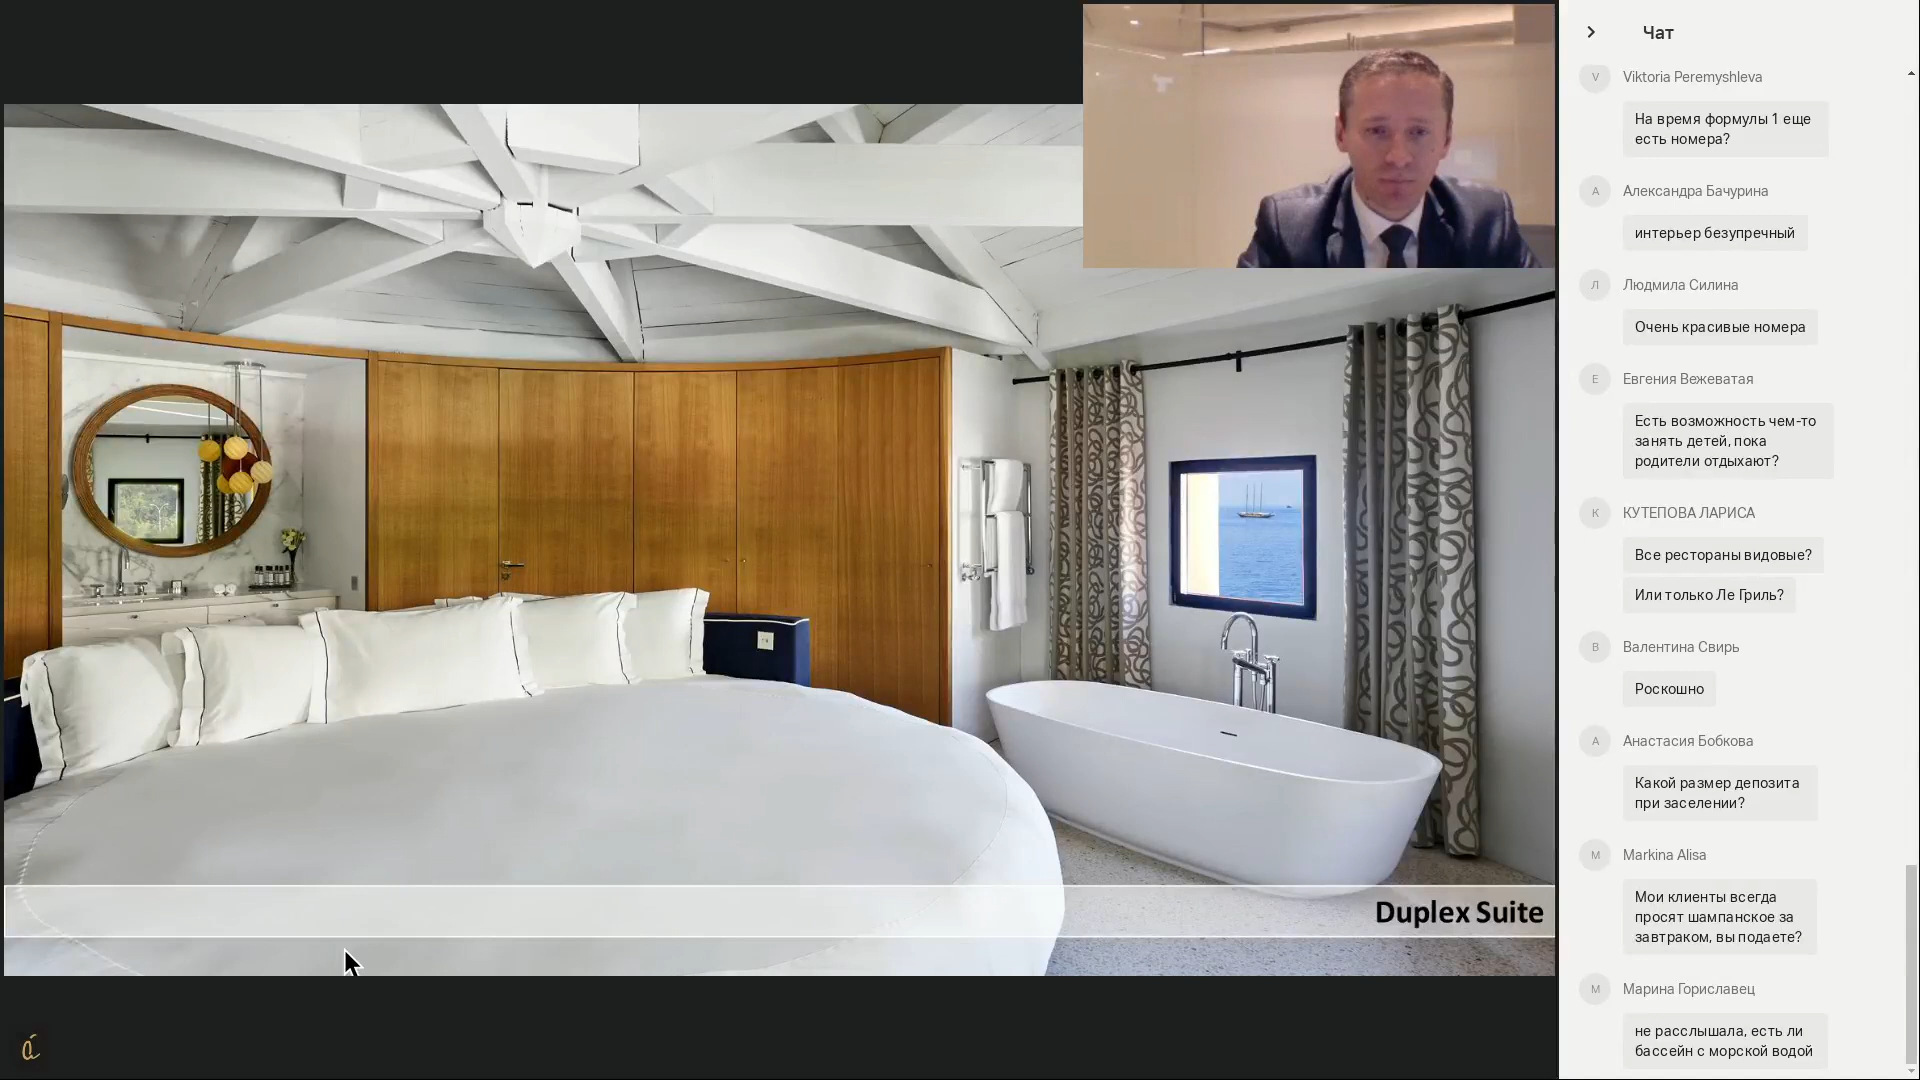 Duplex Suite
á
Чат
V
Viktoria Peremyshleva
На время формулы 1 еще
есть номера?
А
Александра Бачурина
интерьер безупречный
Л
Людмила Силина
Очень красивые номера
Е
Евгения Вежеватая
Есть возможность чем-то
занять детей, пока
родители отдыхают?
К
КУТЕПОВА ЛАРИСА
Все рестораны видовые?
Или только Ле Гриль?
В
Валентина Свирь
Роскошно
А
Анастасия Бобкова
Какой размер депозита
при заселении?
M
Markina Alisa
Мои клиенты всегда
просят шампанское за
завтраком, вы подаете?
М
Марина Гориславец
не расслышала, есть ли
бассейн с морской водой